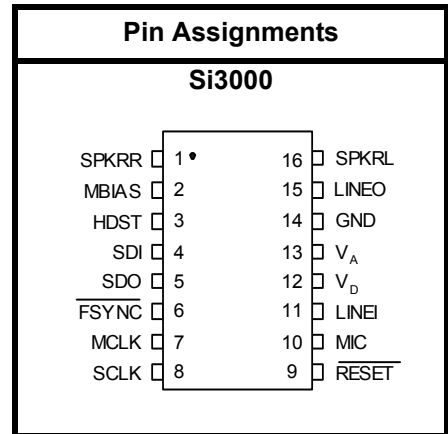 Pin Assignments
Si3000
SPKRR 1 16 SPKRL
MBIAS 2 15 LINEO
HDST 3 14 GND
SDI 4 13 VA
SDO 5 12 VD
FSYNC 6 11 LINEI
MCLK 7 10 MIC
SCLK 8 9 RESET